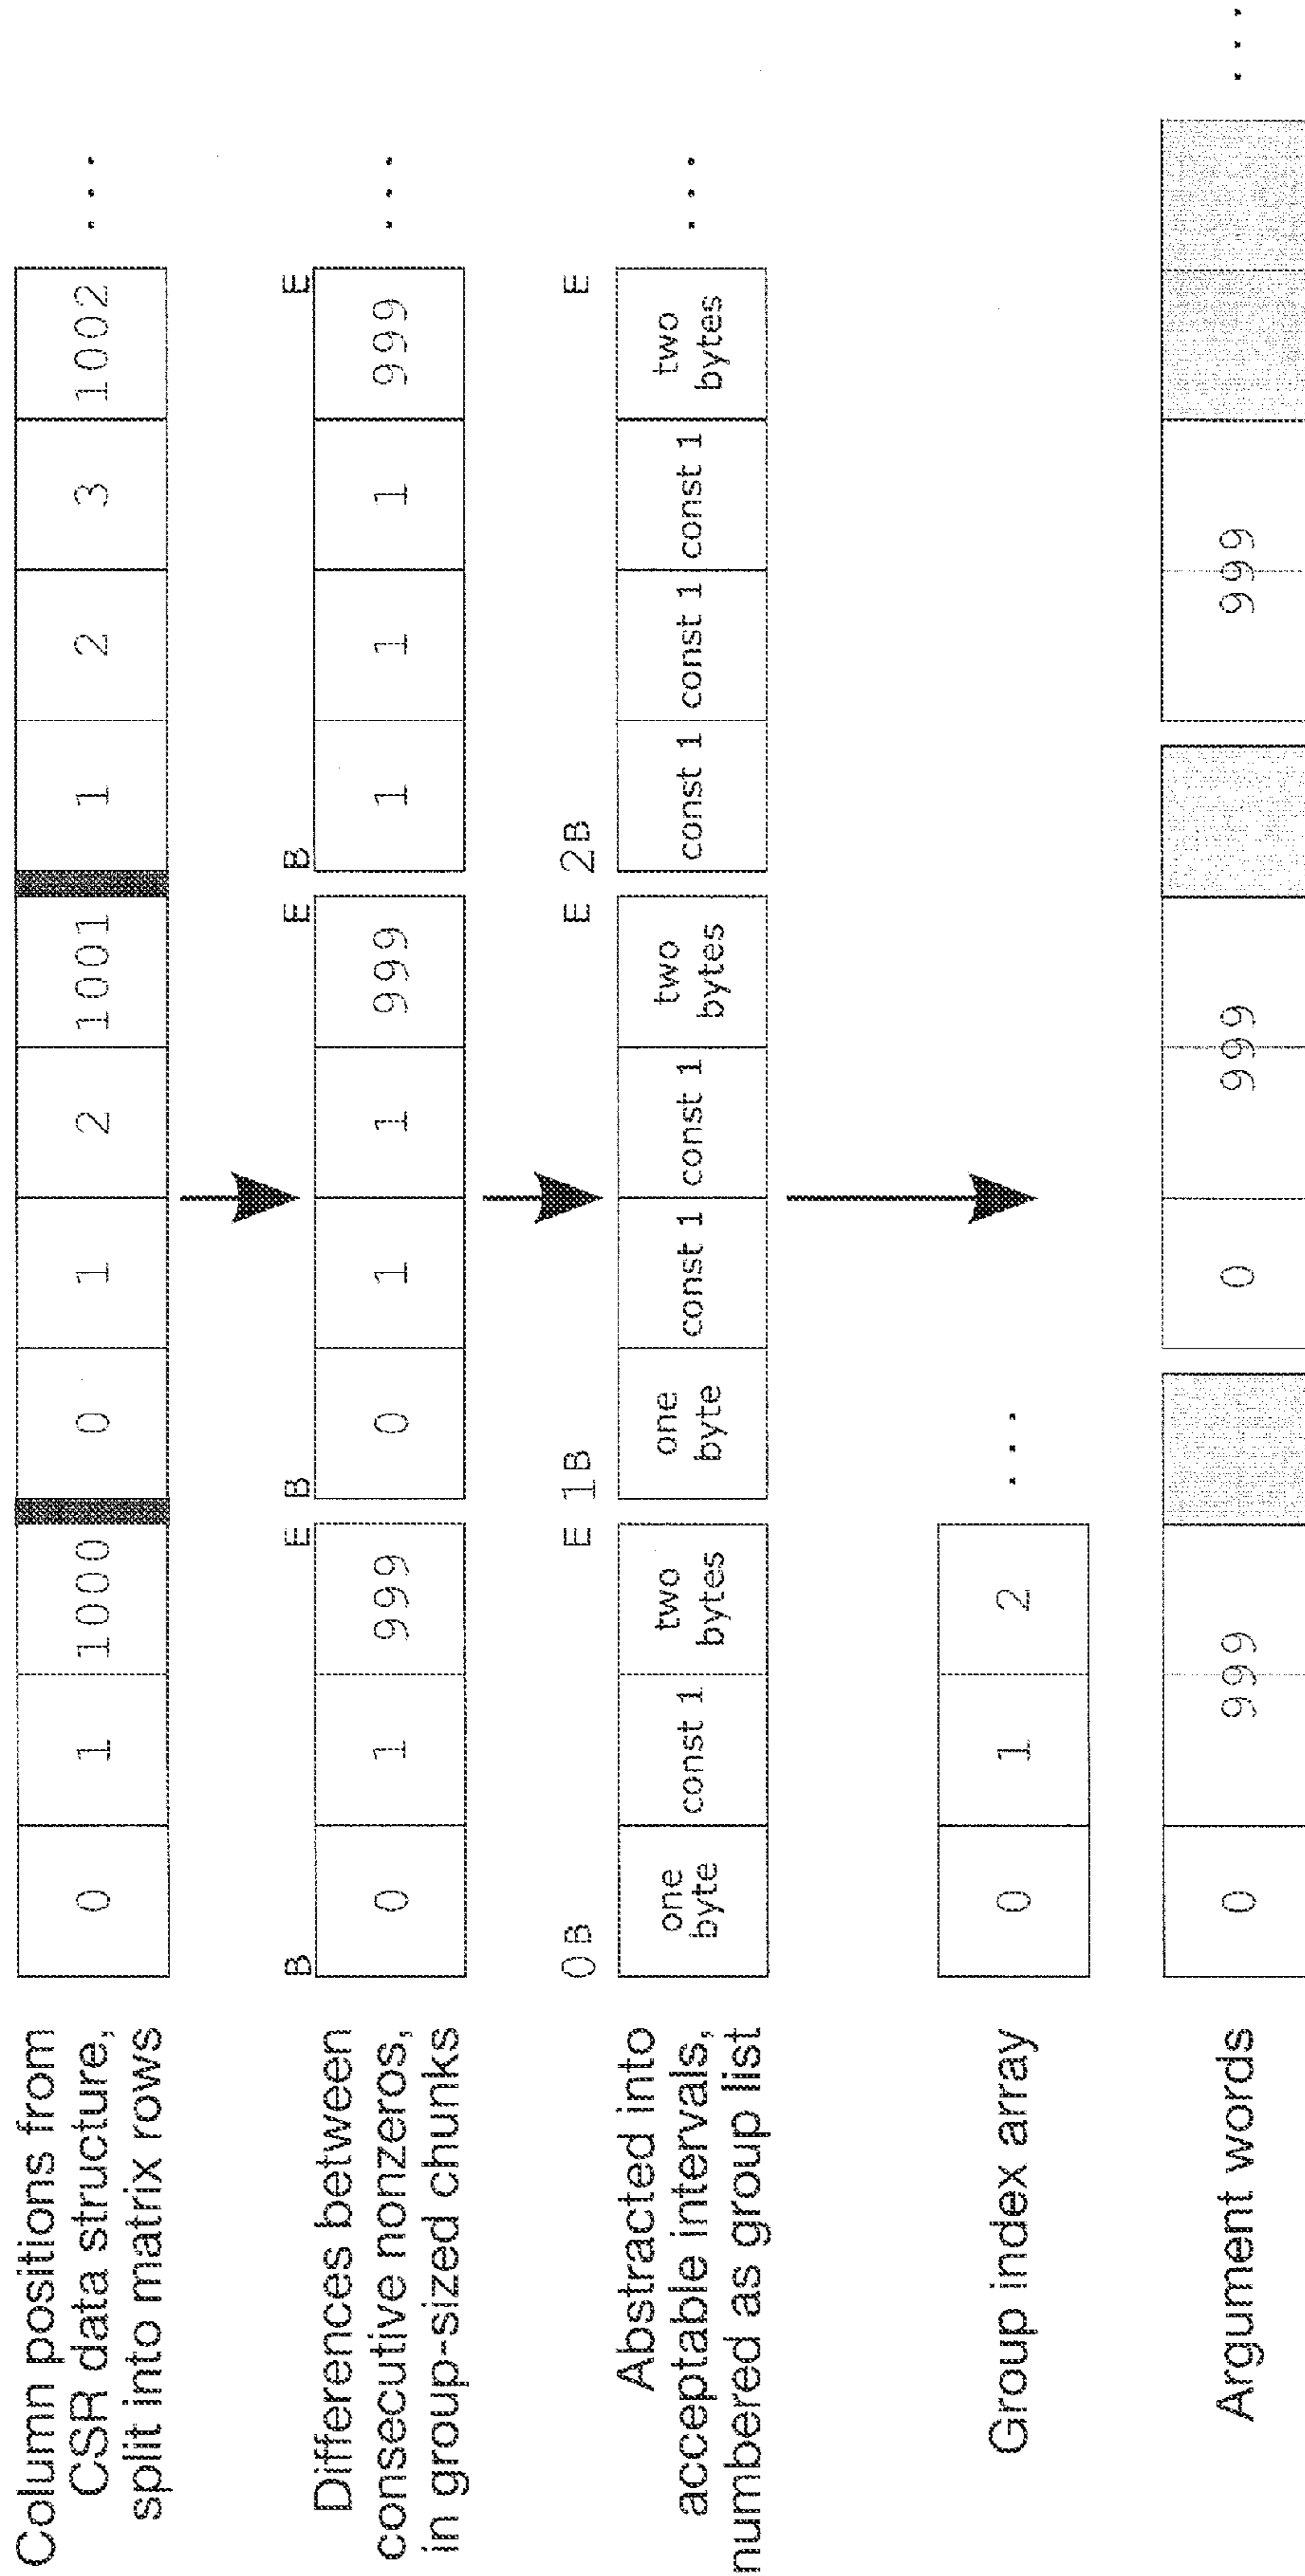 Column positions from
CSR data structure,
split into matrix rows
0 1 1000 0 1 2 1001 1 2 3 1002 ...
Differences between
consecutive nonzeros,
in group-sized chunks
B E B E B E
0 1 999 0 1 1 999 1 1 1 999 ...
Abstracted into
acceptable intervals,
numbered as group list
0B E 1B E 2B E
one byte const 1 two bytes one byte const 1 const 1 two bytes const 1 const 1 const 1 two bytes ...
Group index array
0 1 2 ...
Argument words
0 999 0 999 999 ...